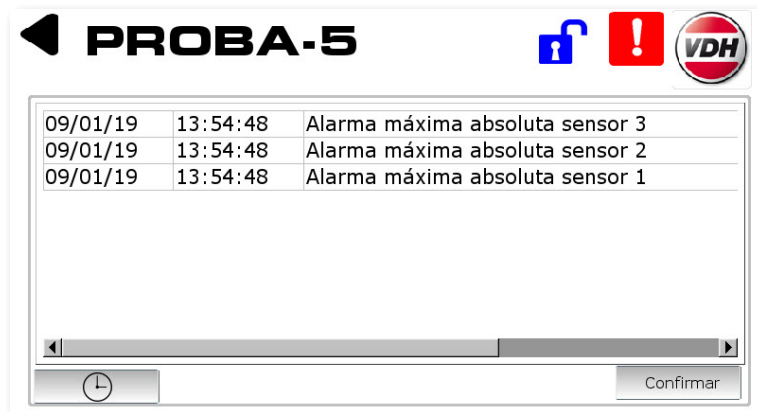 PROBA-5
VDH
09/01/19 13:54:48 Alarma máxima absoluta sensor 3
09/01/19 13:54:48 Alarma máxima absoluta sensor 2
09/01/19 13:54:48 Alarma máxima absoluta sensor 1
Confirmar